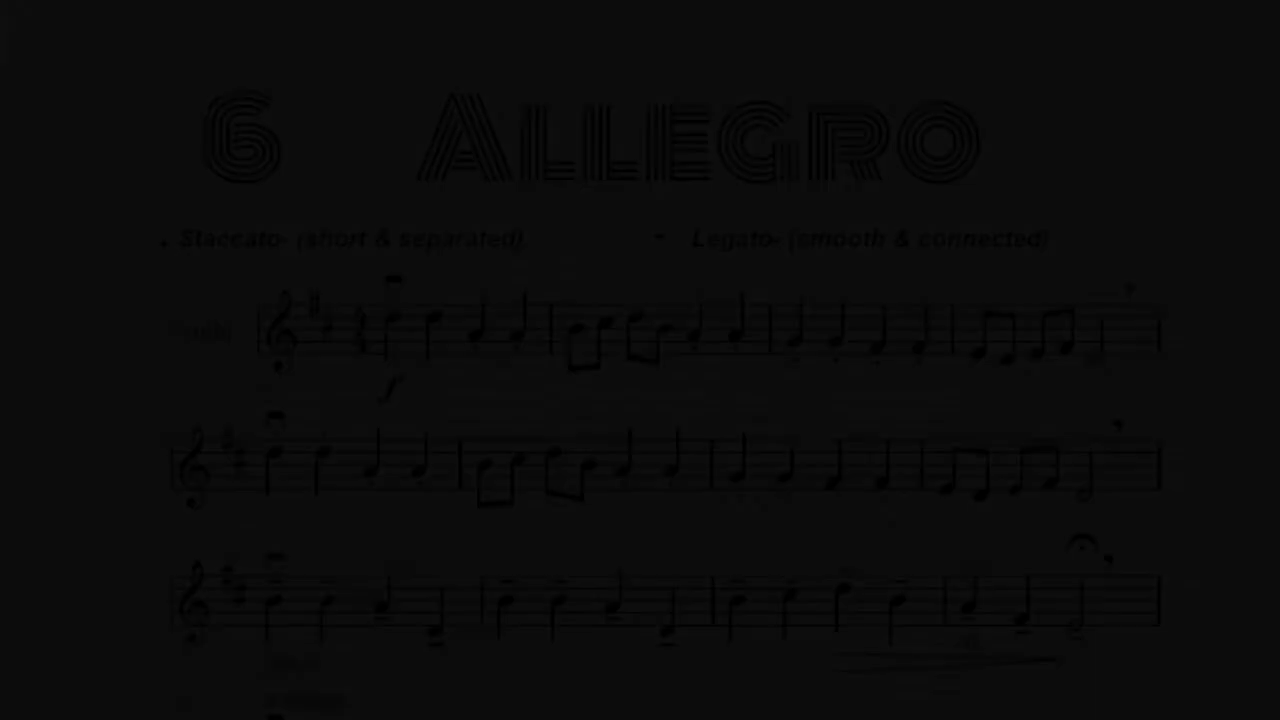 6 ALLEGRO
. Staccato- (short & separated) - Legato- (smooth & connected)
f